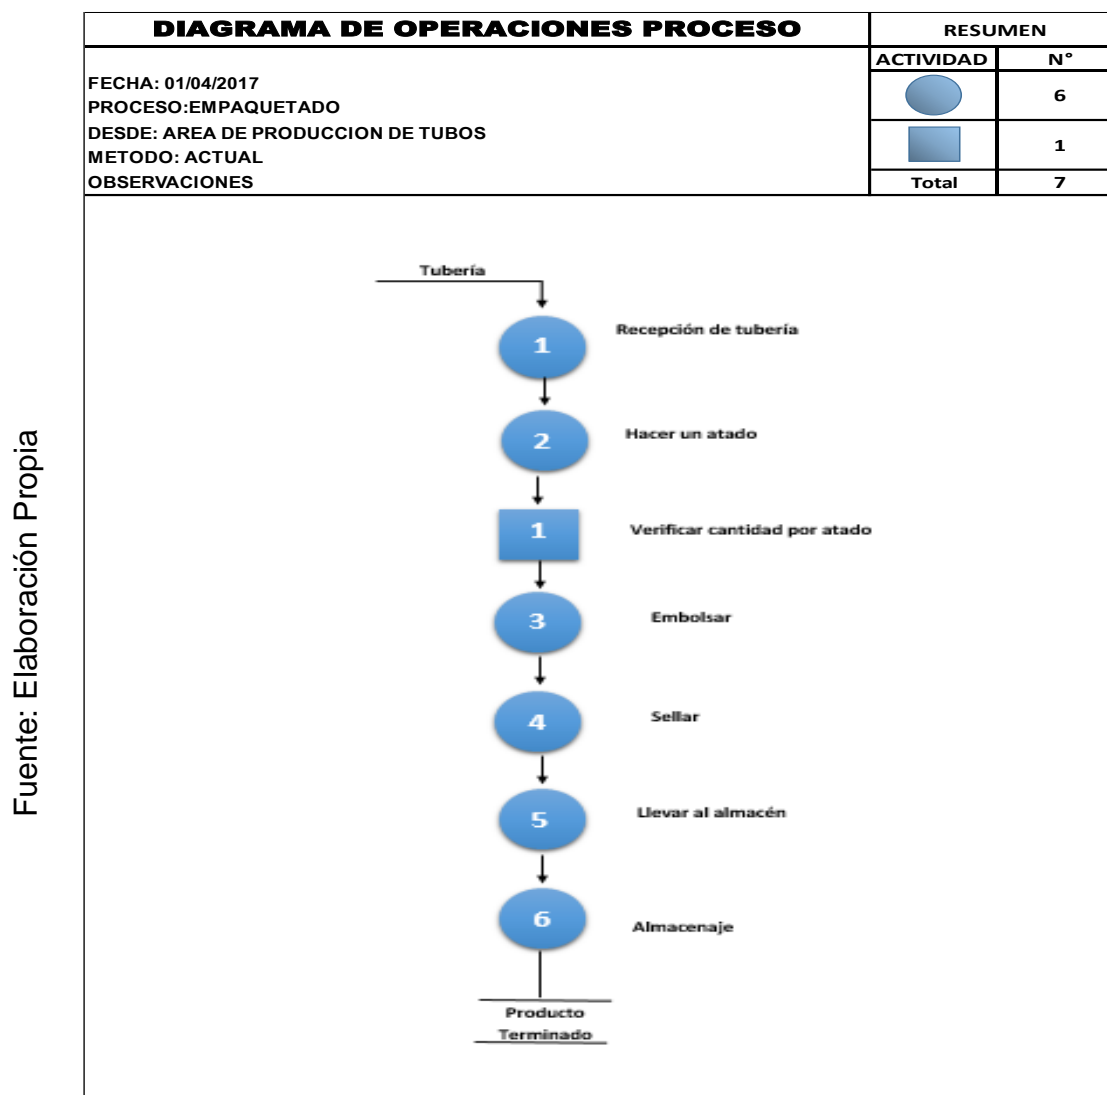 DIAGRAMA DE OPERACIONES PROCESO
RESUMEN
ACTIVIDAD N°
FECHA: 01/04/2017
PROCESO:EMPAQUETADO
DESDE: AREA DE PRODUCCION DE TUBOS
METODO: ACTUAL
OBSERVACIONES
6
1
Total 7
Tubería
1 Recepción de tubería
2 Hacer un atado
1 Verificar cantidad por atado
3 Embolsar
4 Sellar
5 Llevar al almacén
6 Almacenaje
Producto
Terminado
Fuente: Elaboración Propia